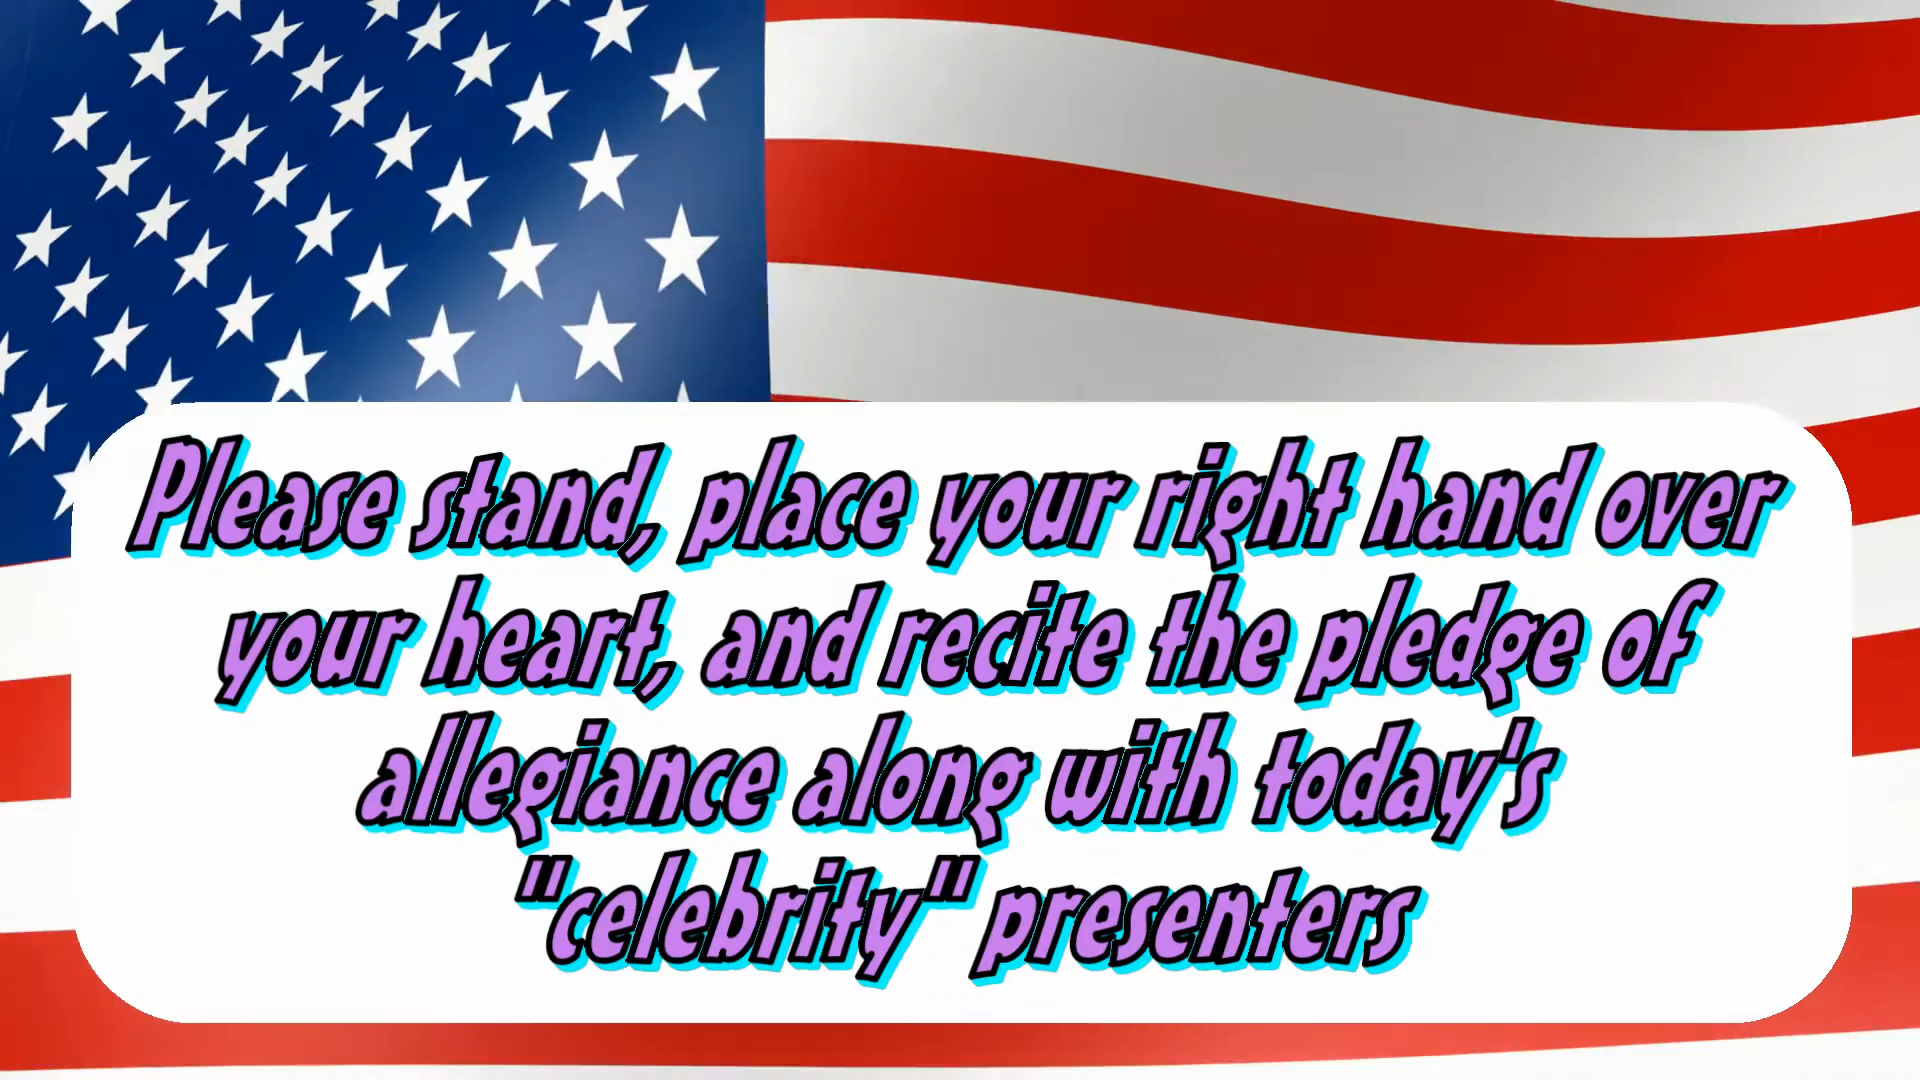 Please stand, place your right hand over
your heart, and recite the pledge of
allegiance along with today's
"celebrity" presenters